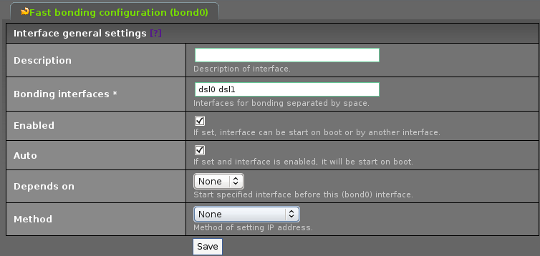 Fast bonding configuration (bond0)
Interface general settings [?]
Description
Description of interface.
Bonding interfaces *
dsl0 dsl1
Interfaces for bonding separated by space.
Enabled
If set, interface can be start on boot or by another interface.
Auto
If set and interface is enabled, it will be start on boot.
Depends on
None
Start specified interface before this (bond0) interface.
Method
None
Method of setting IP address.
Save